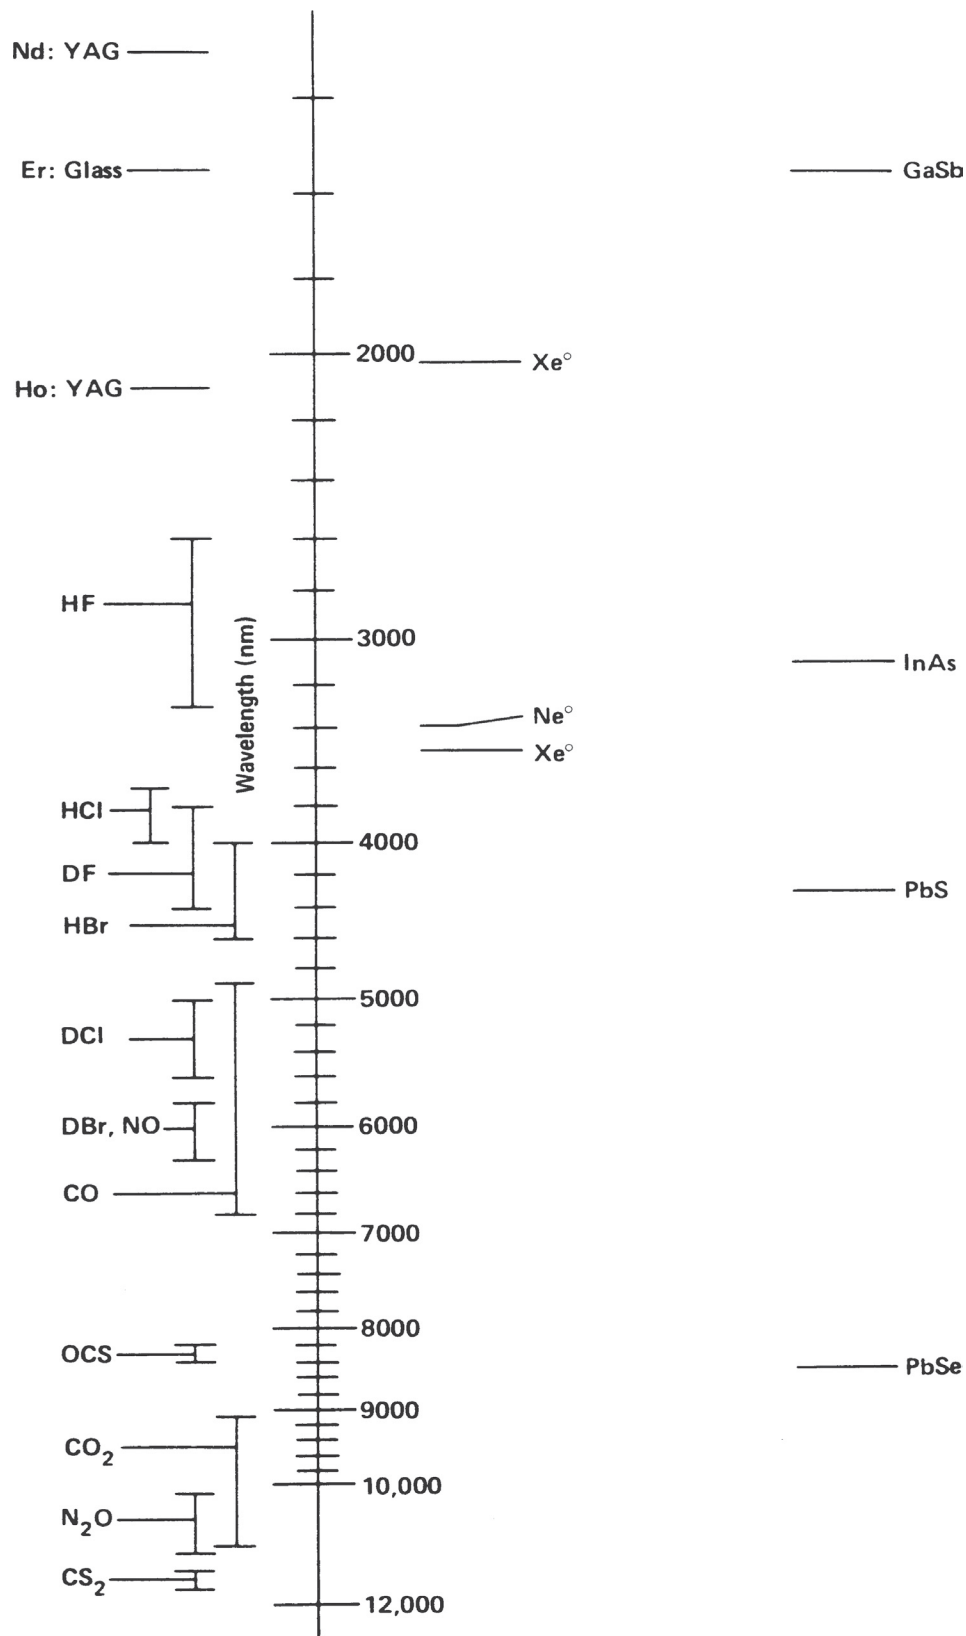 Nd: YAG
Er: Glass
GaSb
2000
Xe°
Ho: YAG
HF
Wavelength (nm)
3000
InAs
Ne°
Xe°
HCl
4000
DF
PbS
HBr
5000
DCl
DBr, NO
6000
CO
7000
8000
OCS
PbSe
9000
CO₂
10,000
N₂O
CS₂
12,000